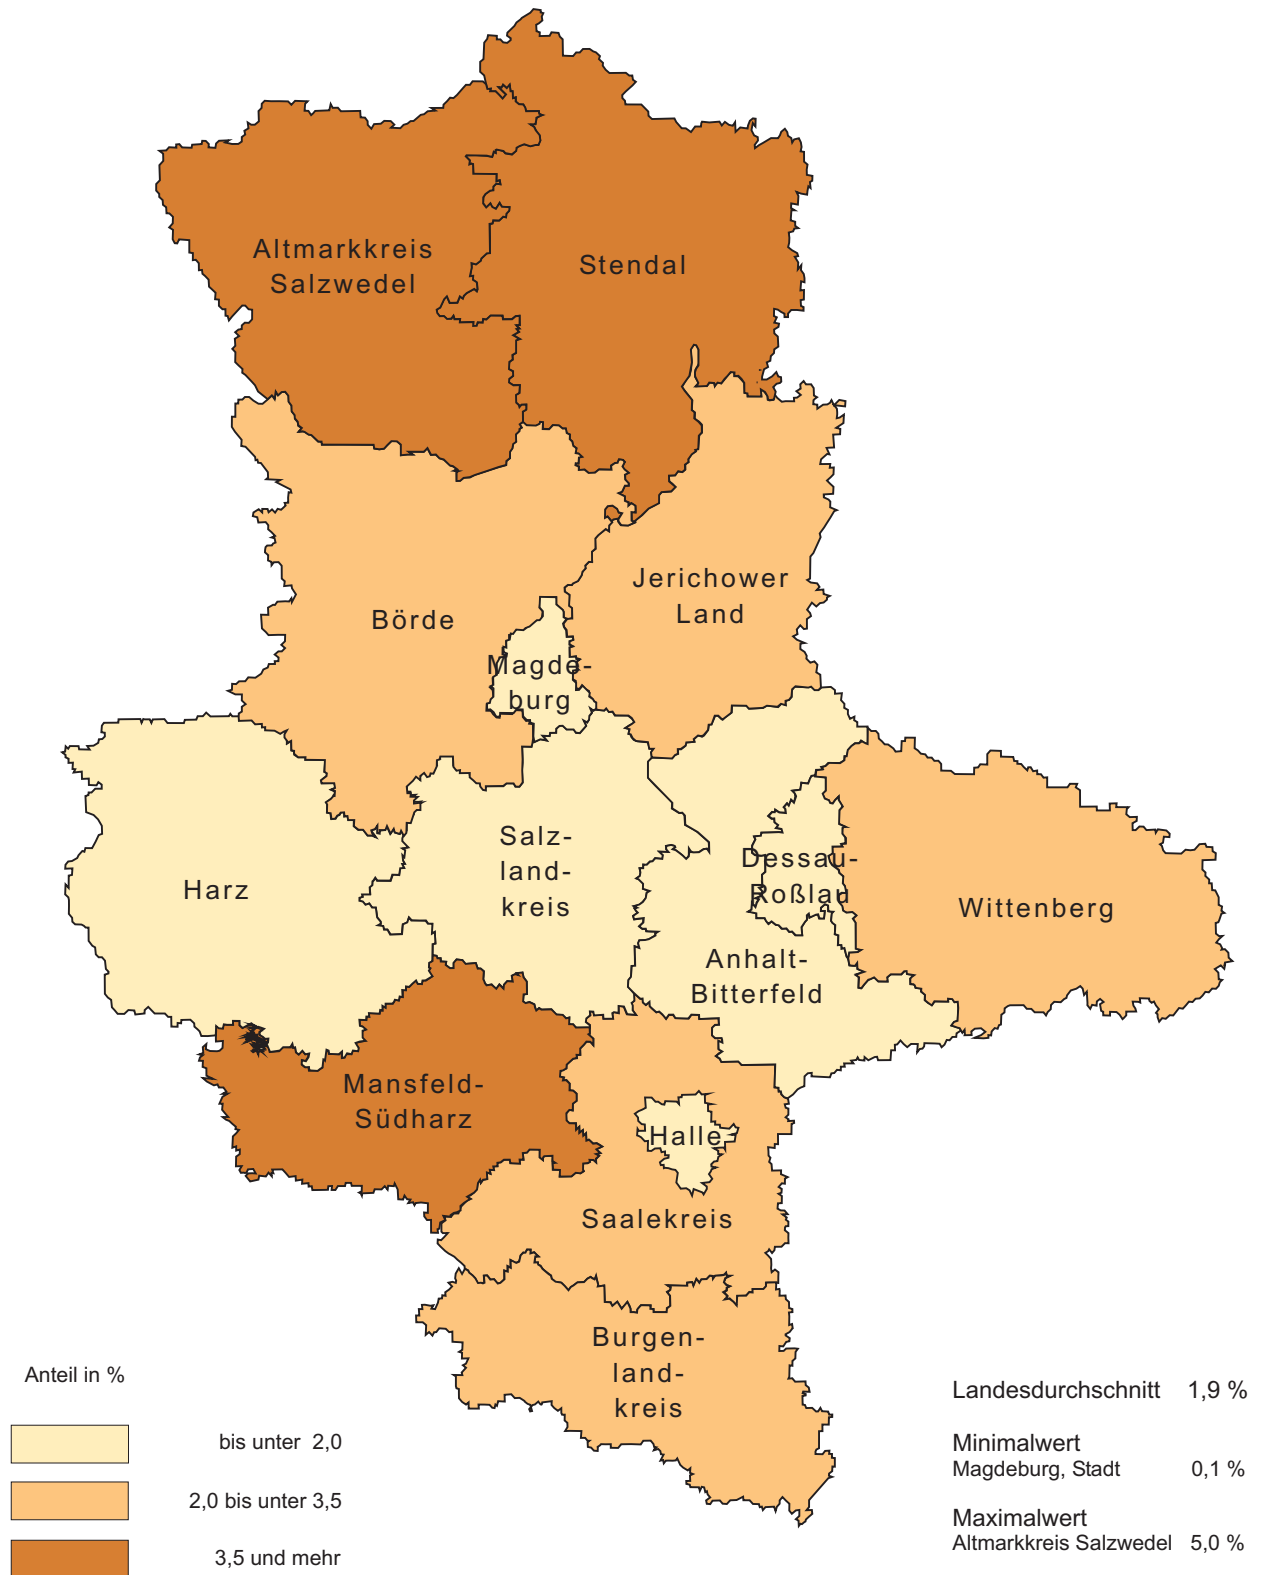 Altmarkkreis
Salzwedel
Stendal
Jerichower
Land
Börde
Magde-
burg
Salz-
land-
kreis
Dessau-
Roßlau
Harz
Wittenberg
Anhalt-
Bitterfeld
Mansfeld-
Südharz
Halle
Saalekreis
Burgen-
land-
kreis
Anteil in %
bis unter 2,0
2,0 bis unter 3,5
3,5 und mehr
Landesdurchschnitt 1,9 %
Minimalwert
Magdeburg, Stadt 0,1 %
Maximalwert
Altmarkkreis Salzwedel 5,0 %